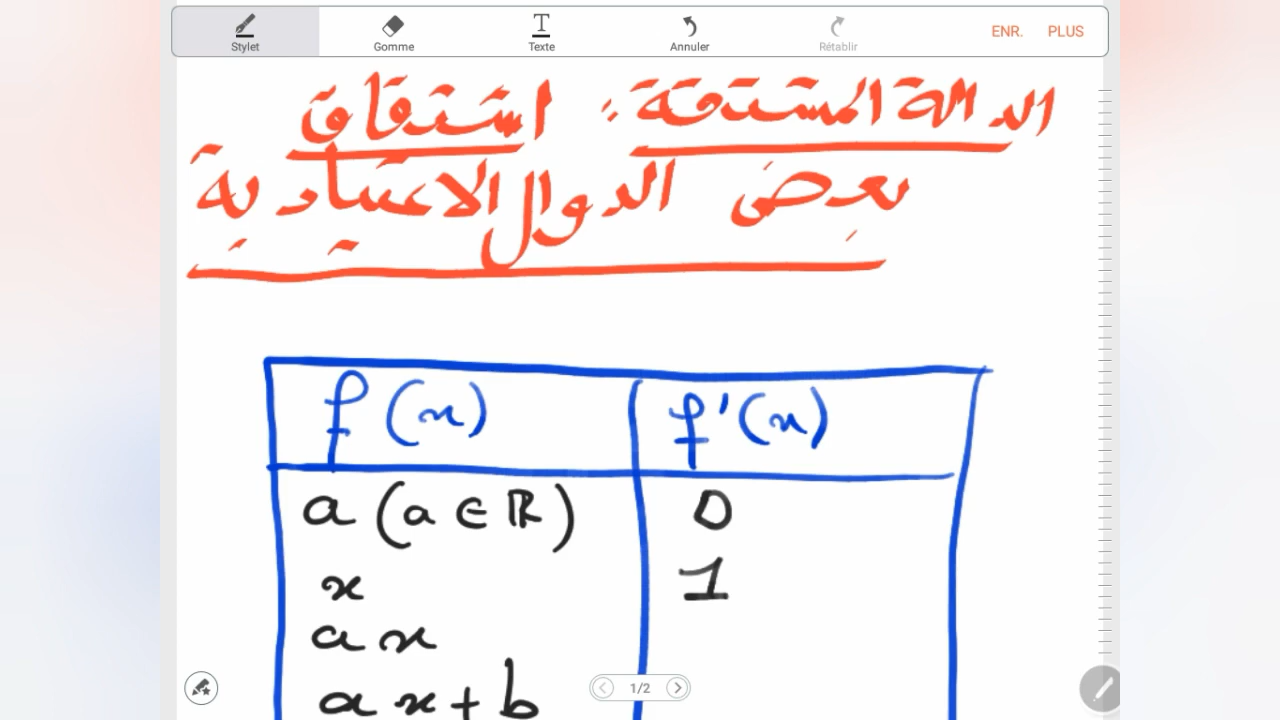 Stylet Gomme Texte Annuler Rétablir ENR. PLUS
الدالة المشتقة: اشتقاق
بعض الدوال الاعتيادية
f(x) f'(x)
a (a ∈ ℝ) 0
x 1
ax
ax + b
1/2